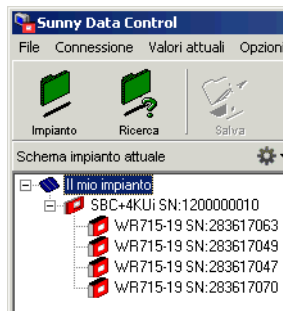 Sunny Data Control
File Connessione Valori attuali Opzioni
Impianto Ricerca Salva
Schema impianto attuale
Il mio impianto
SBC+4KUi SN:1200000010
WR715-19 SN:283617063
WR715-19 SN:283617049
WR715-19 SN:283617047
WR715-19 SN:283617070